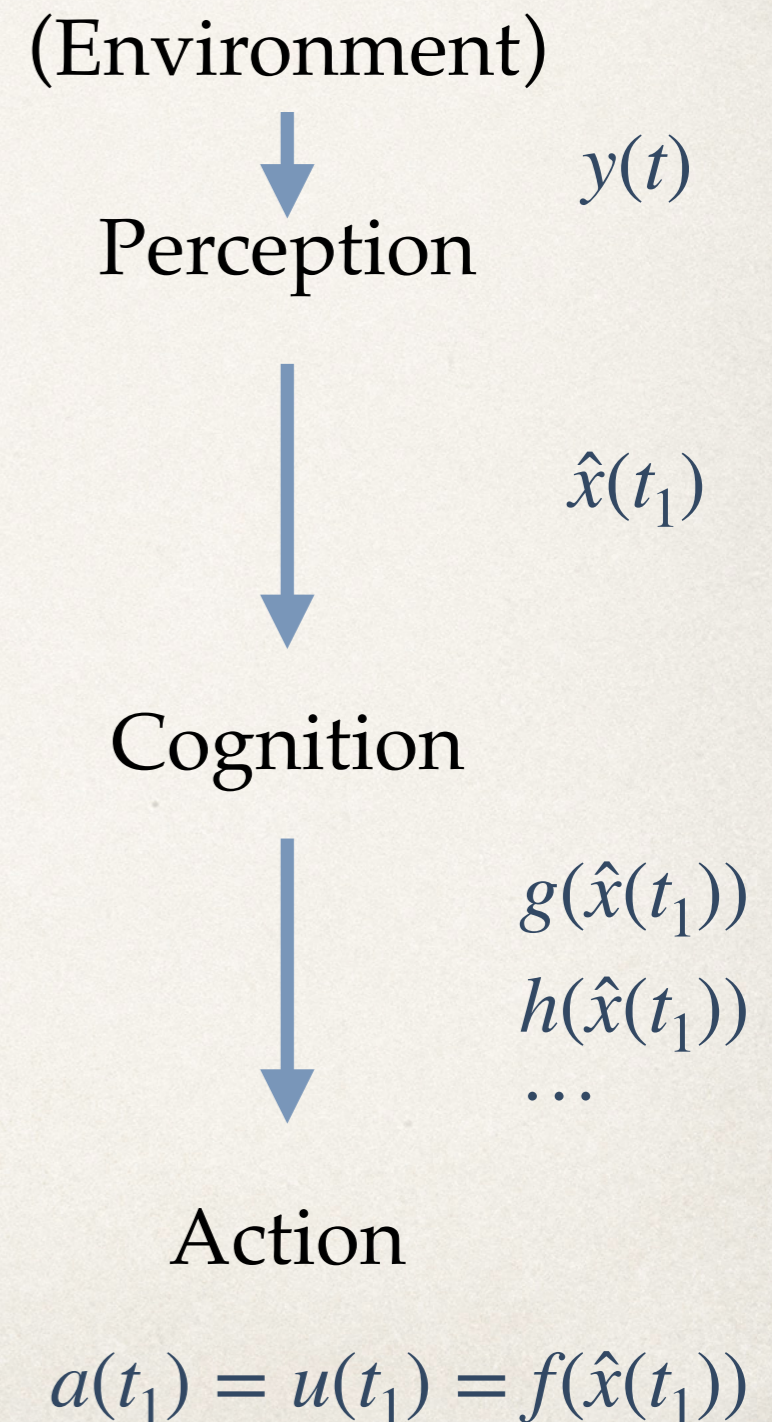 (Environment)
y(t)
Perception
x̂(t₁)
Cognition
g(x̂(t₁))
h(x̂(t₁))
…
Action
a(t₁) = u(t₁) = f(x̂(t₁))